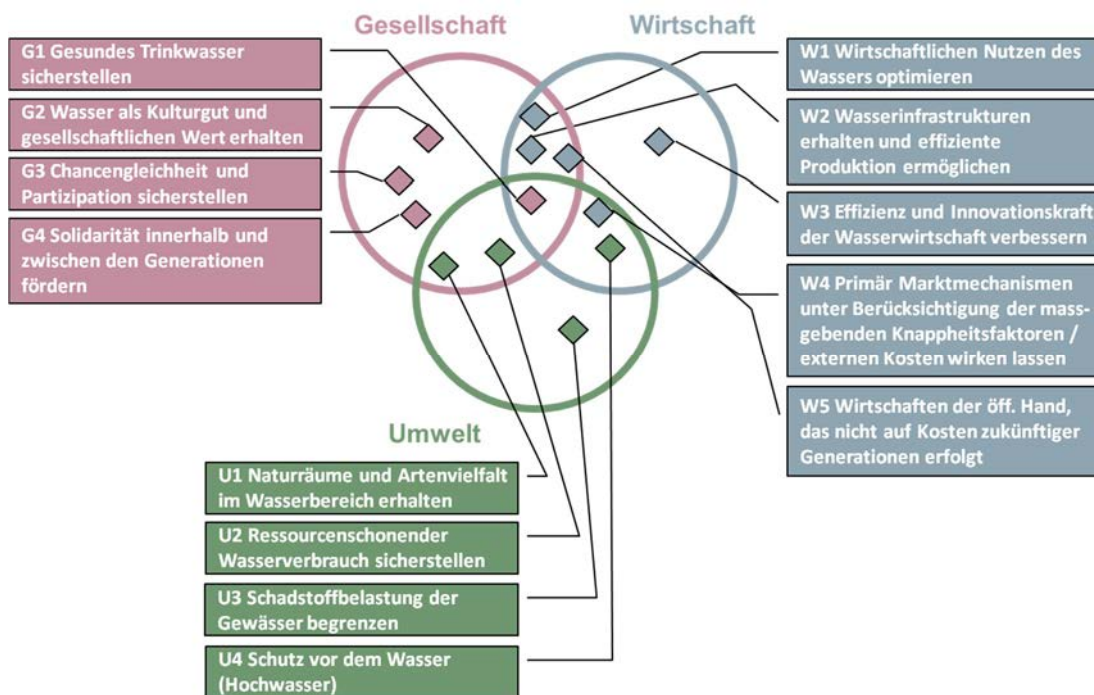 Gesellschaft
Wirtschaft
G1 Gesundes Trinkwasser
sicherstellen
G2 Wasser als Kulturgut und
gesellschaftlichen Wert erhalten
G3 Chancengleichheit und
Partizipation sicherstellen
G4 Solidarität innerhalb und
zwischen den Generationen
fördern
W1 Wirtschaftlichen Nutzen des
Wassers optimieren
W2 Wasserinfrastrukturen
erhalten und effiziente
Produktion ermöglichen
W3 Effizienz und Innovationskraft
der Wasserwirtschaft verbessern
W4 Primär Marktmechanismen
unter Berücksichtigung der mass-
gebenden Knappheitsfaktoren /
externen Kosten wirken lassen
W5 Wirtschaften der öff. Hand,
das nicht auf Kosten zukünftiger
Generationen erfolgt
Umwelt
U1 Naturräume und Artenvielfalt
im Wasserbereich erhalten
U2 Ressourcenschonender
Wasserverbrauch sicherstellen
U3 Schadstoffbelastung der
Gewässer begrenzen
U4 Schutz vor dem Wasser
(Hochwasser)